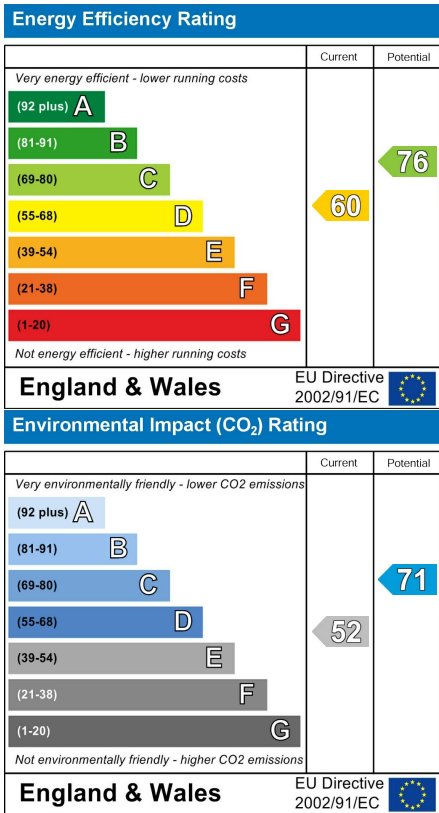 Energy Efficiency Rating
Current Potential
Very energy efficient - lower running costs
(92 plus) A
(81-91) B
76
(69-80) C
(55-68) D
60
(39-54) E
(21-38) F
(1-20) G
Not energy efficient - higher running costs
England & Wales
EU Directive
2002/91/EC
Environmental Impact (CO₂) Rating
Current Potential
Very environmentally friendly - lower CO2 emissions
(92 plus) A
(81-91) B
(69-80) C
71
(55-68) D
52
(39-54) E
(21-38) F
(1-20) G
Not environmentally friendly - higher CO2 emissions
England & Wales
EU Directive
2002/91/EC